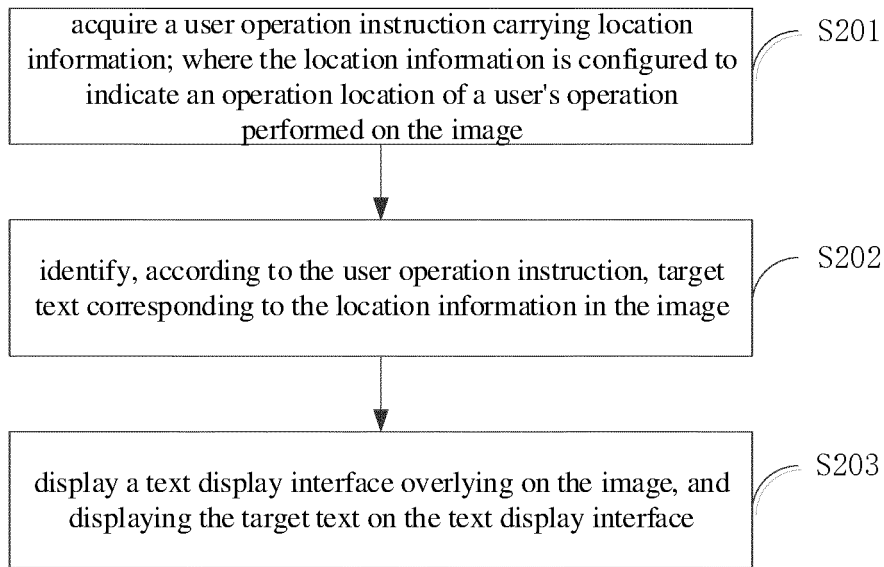 acquire a user operation instruction carrying location
information; where the location information is configured to
indicate an operation location of a user's operation
performed on the image
S201
identify, according to the user operation instruction, target
text corresponding to the location information in the image
S202
display a text display interface overlying on the image, and
displaying the target text on the text display interface
S203